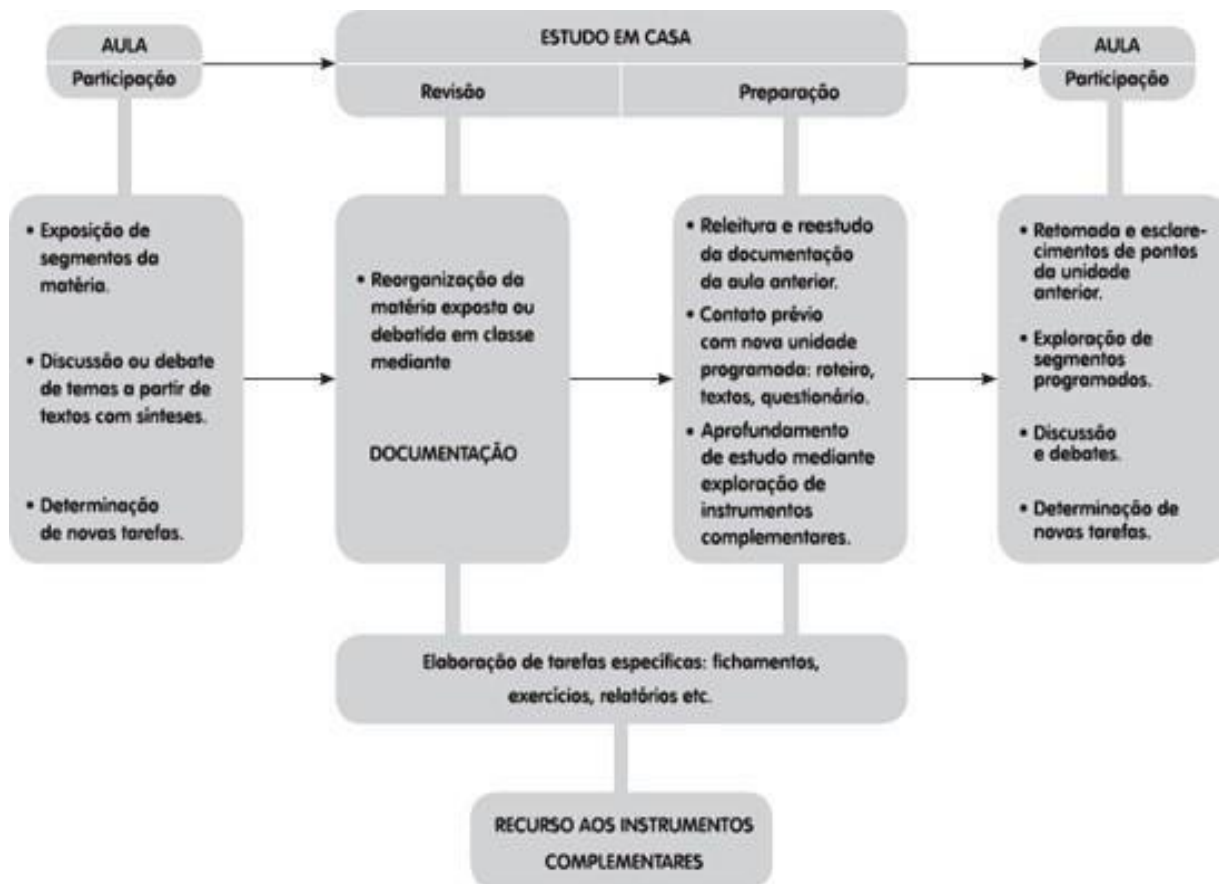 AULA
Participação
ESTUDO EM CASA
Revisão
Preparação
AULA
Participação
• Exposição de
segmentos da
matéria.
• Discussão ou debate
de temas a partir de
textos com sínteses.
• Determinação
de novas tarefas.
• Reorganização da
matéria exposta ou
debatida em classe
mediante
DOCUMENTAÇÃO
• Releitura e reestudo
da documentação
da aula anterior.
• Contato prévio
com nova unidade
programada: roteiro,
textos, questionário.
• Aprofundamento
de estudo mediante
exploração de
instrumentos
complementares.
• Retomada e esclare-
cimentos de pontos
da unidade
anterior.
• Exploração de
segmentos
programados.
• Discussão
e debates.
• Determinação de
novas tarefas.
Elaboração de tarefas específicas: fichamentos,
exercícios, relatórios etc.
RECURSO AOS INSTRUMENTOS
COMPLEMENTARES